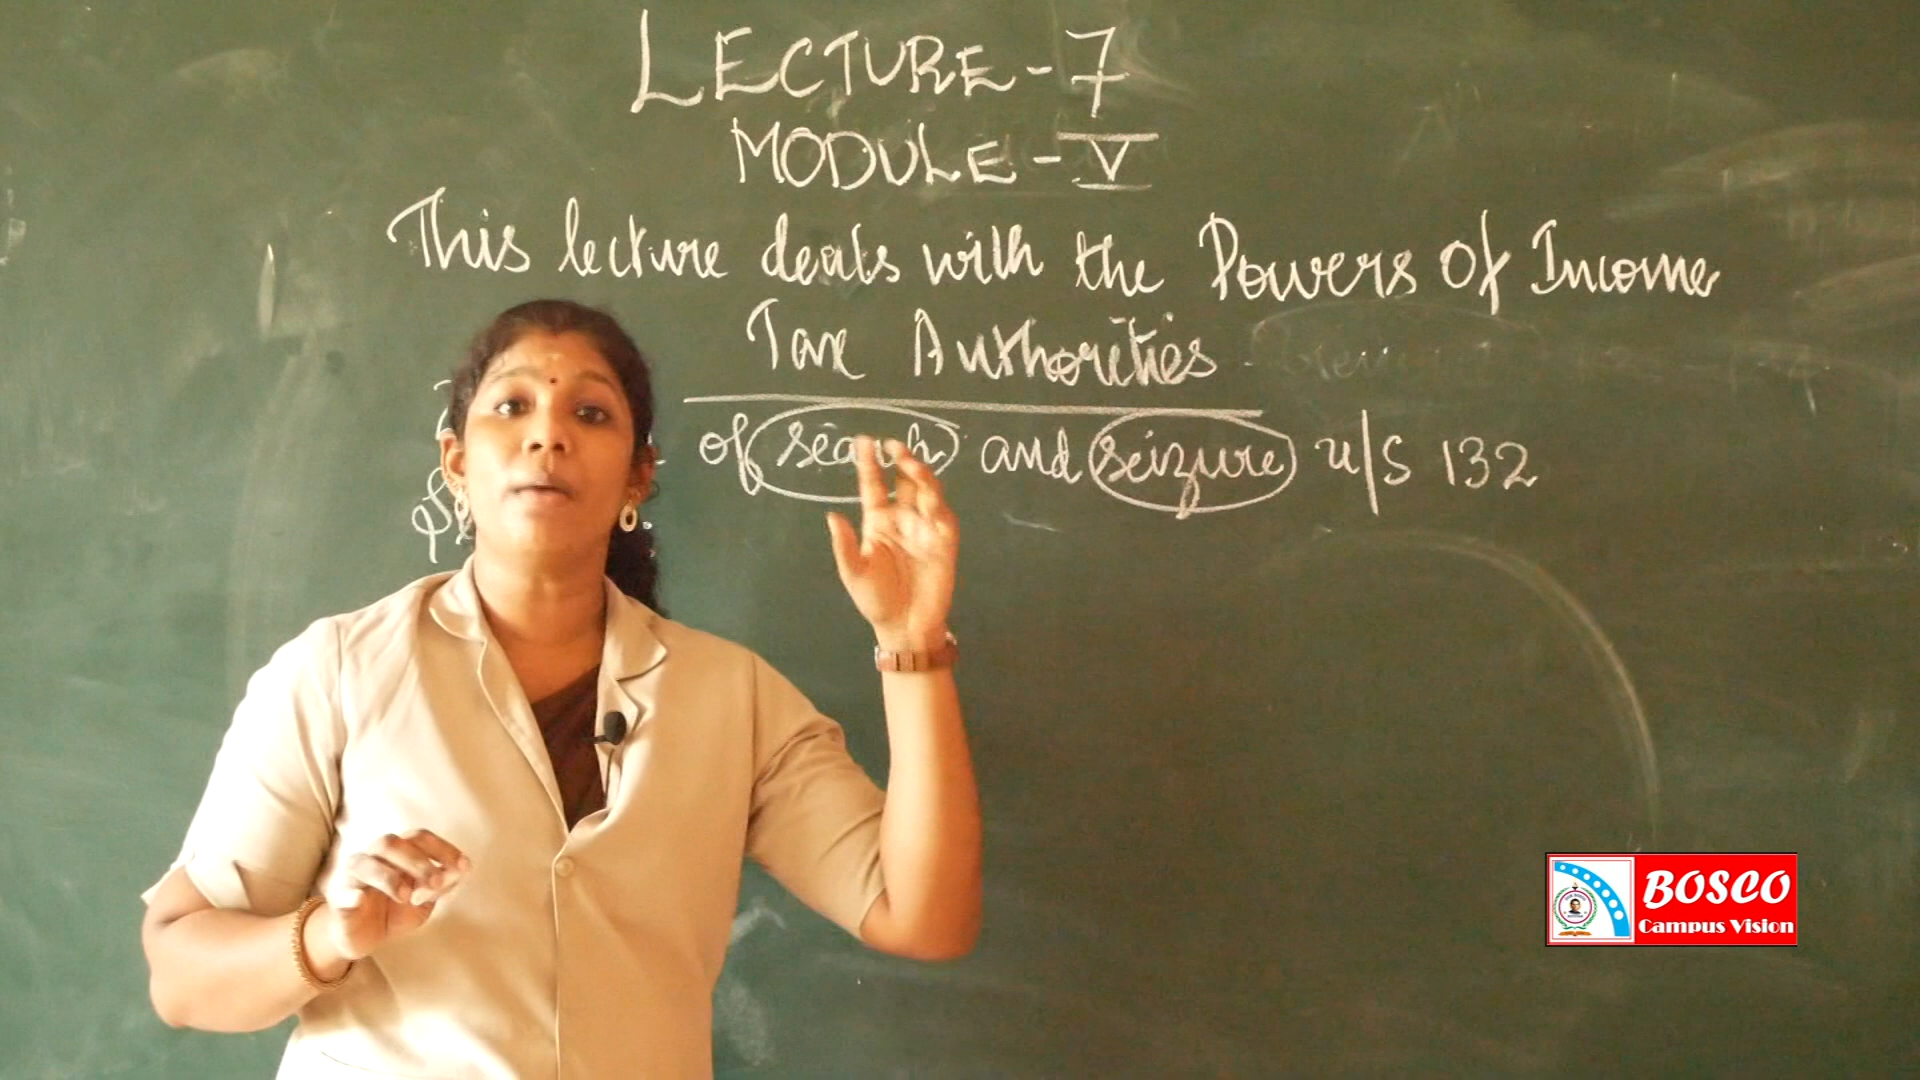 LECTURE-7
MODULE-V
This lecture deals with the Powers Of Income
Tax Authorities
of search and seizure u/s 132
BOSCO
Campus Vision